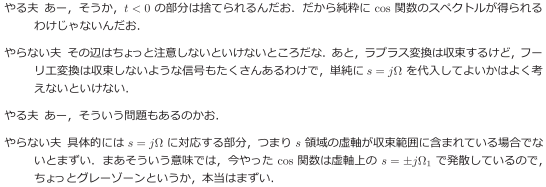 やる夫 あー，そうか，t < 0 の部分は捨てられるんだお．だから純粋に cos 関数のスペクトルが得られる
わけじゃないんだお．
やらない夫 その辺はちょっと注意しないといけないところだな．あと，ラプラス変換は収束するけど，フー
リエ変換は収束しないような信号もたくさんあるわけで，単純に s = jΩ を代入してよいかはよく考
えないといけない．
やる夫 あー，そういう問題もあるのかお．
やらない夫 具体的には s = jΩ に対応する部分，つまり s 領域の虚軸が収束範囲に含まれている場合でな
いとまずい．まあそういう意味では，今やった cos 関数は虚軸上の s = ±jΩ₁ で発散しているので，
ちょっとグレーゾーンというか，本当はまずい．